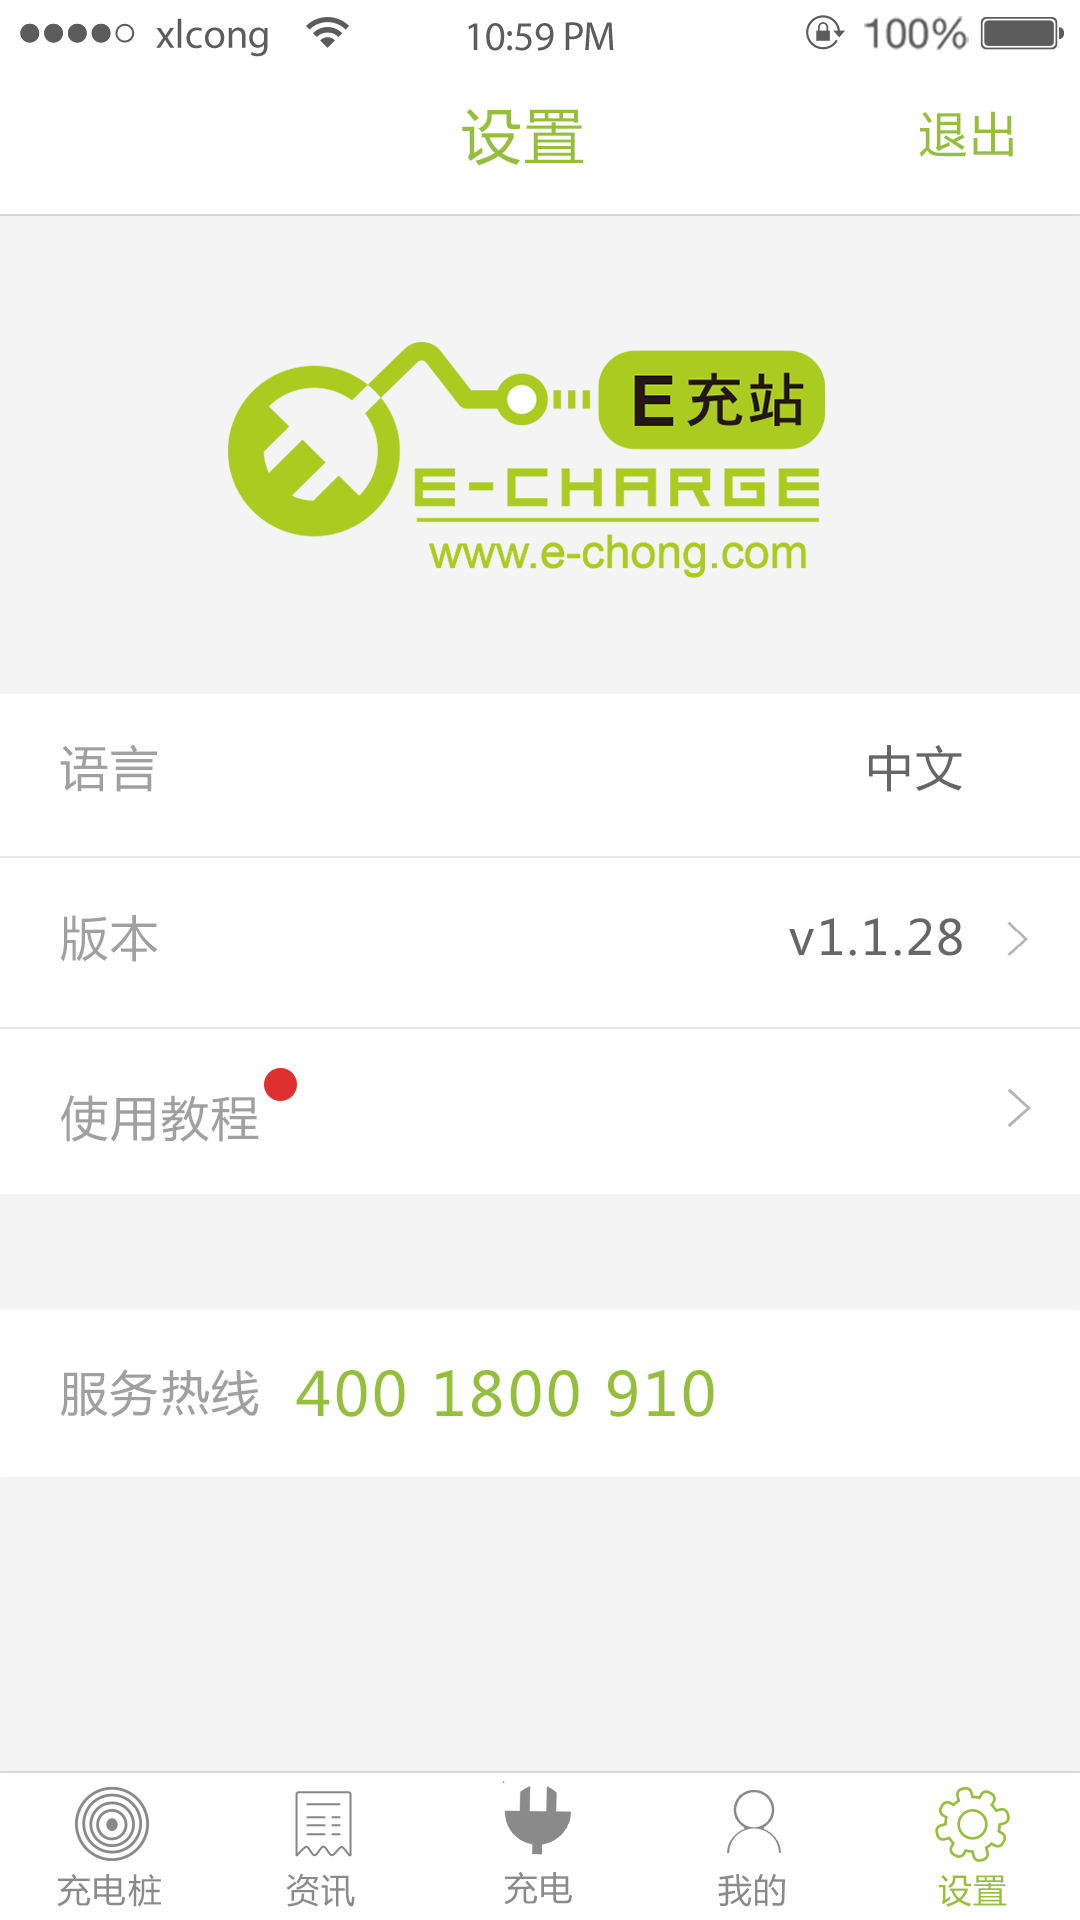 xlcong 10:59 PM 100%
设置 退出
E充站
E-CHARGE
www.e-chong.com
语言 中文
版本 v1.1.28
使用教程
服务热线 400 1800 910
充电桩 资讯 充电 我的 设置